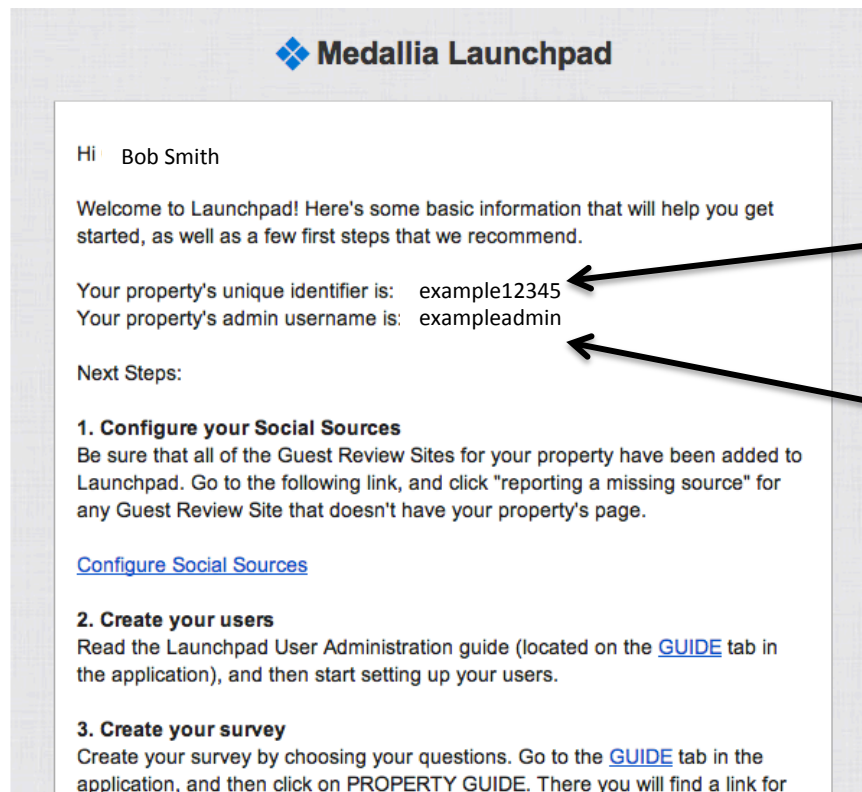 Medallia Launchpad
Hi Bob Smith
Welcome to Launchpad! Here's some basic information that will help you get
started, as well as a few first steps that we recommend.
Your property's unique identifier is: example12345
Your property's admin username is: exampleadmin
Next Steps:
1. Configure your Social Sources
Be sure that all of the Guest Review Sites for your property have been added to
Launchpad. Go to the following link, and click "reporting a missing source" for
any Guest Review Site that doesn't have your property's page.
Configure Social Sources
2. Create your users
Read the Launchpad User Administration guide (located on the GUIDE tab in
the application), and then start setting up your users.
3. Create your survey
Create your survey by choosing your questions. Go to the GUIDE tab in the
application, and then click on PROPERTY GUIDE. There you will find a link for